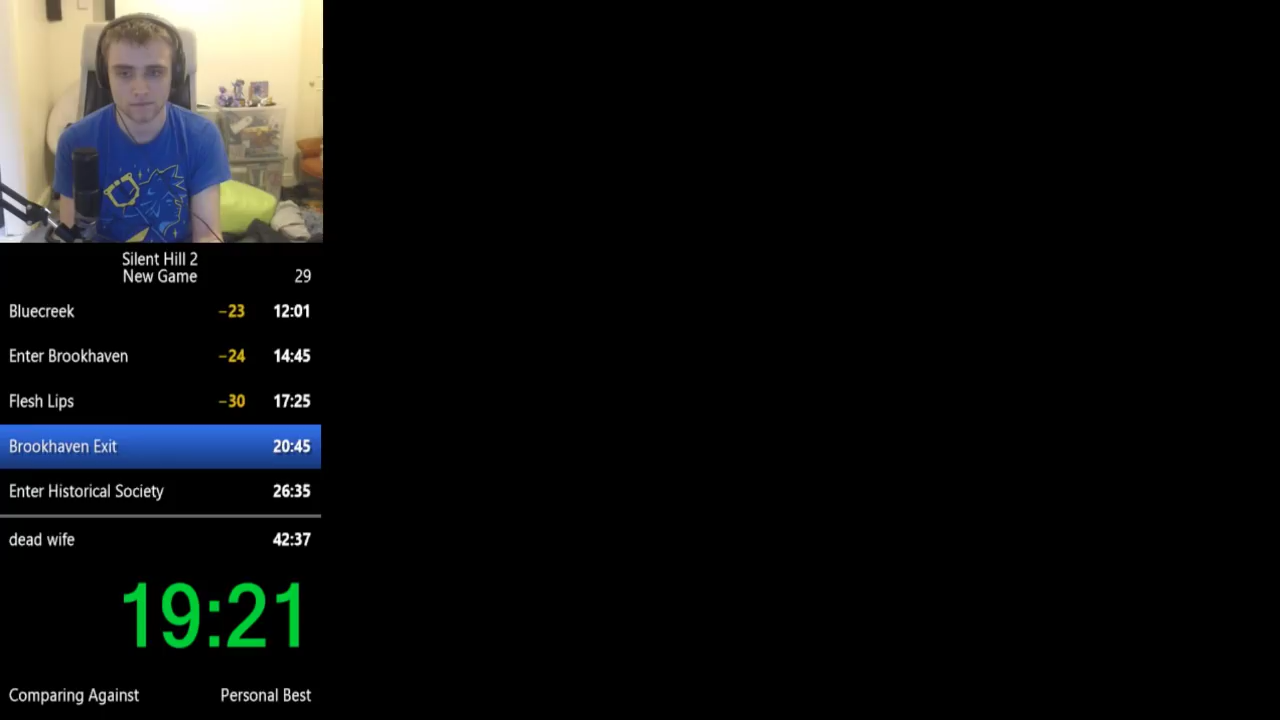 Silent Hill 2
New Game 29
Bluecreek −23 12:01
Enter Brookhaven −24 14:45
Flesh Lips −30 17:25
Brookhaven Exit 20:45
Enter Historical Society 26:35
dead wife 42:37
19:21
Comparing Against Personal Best